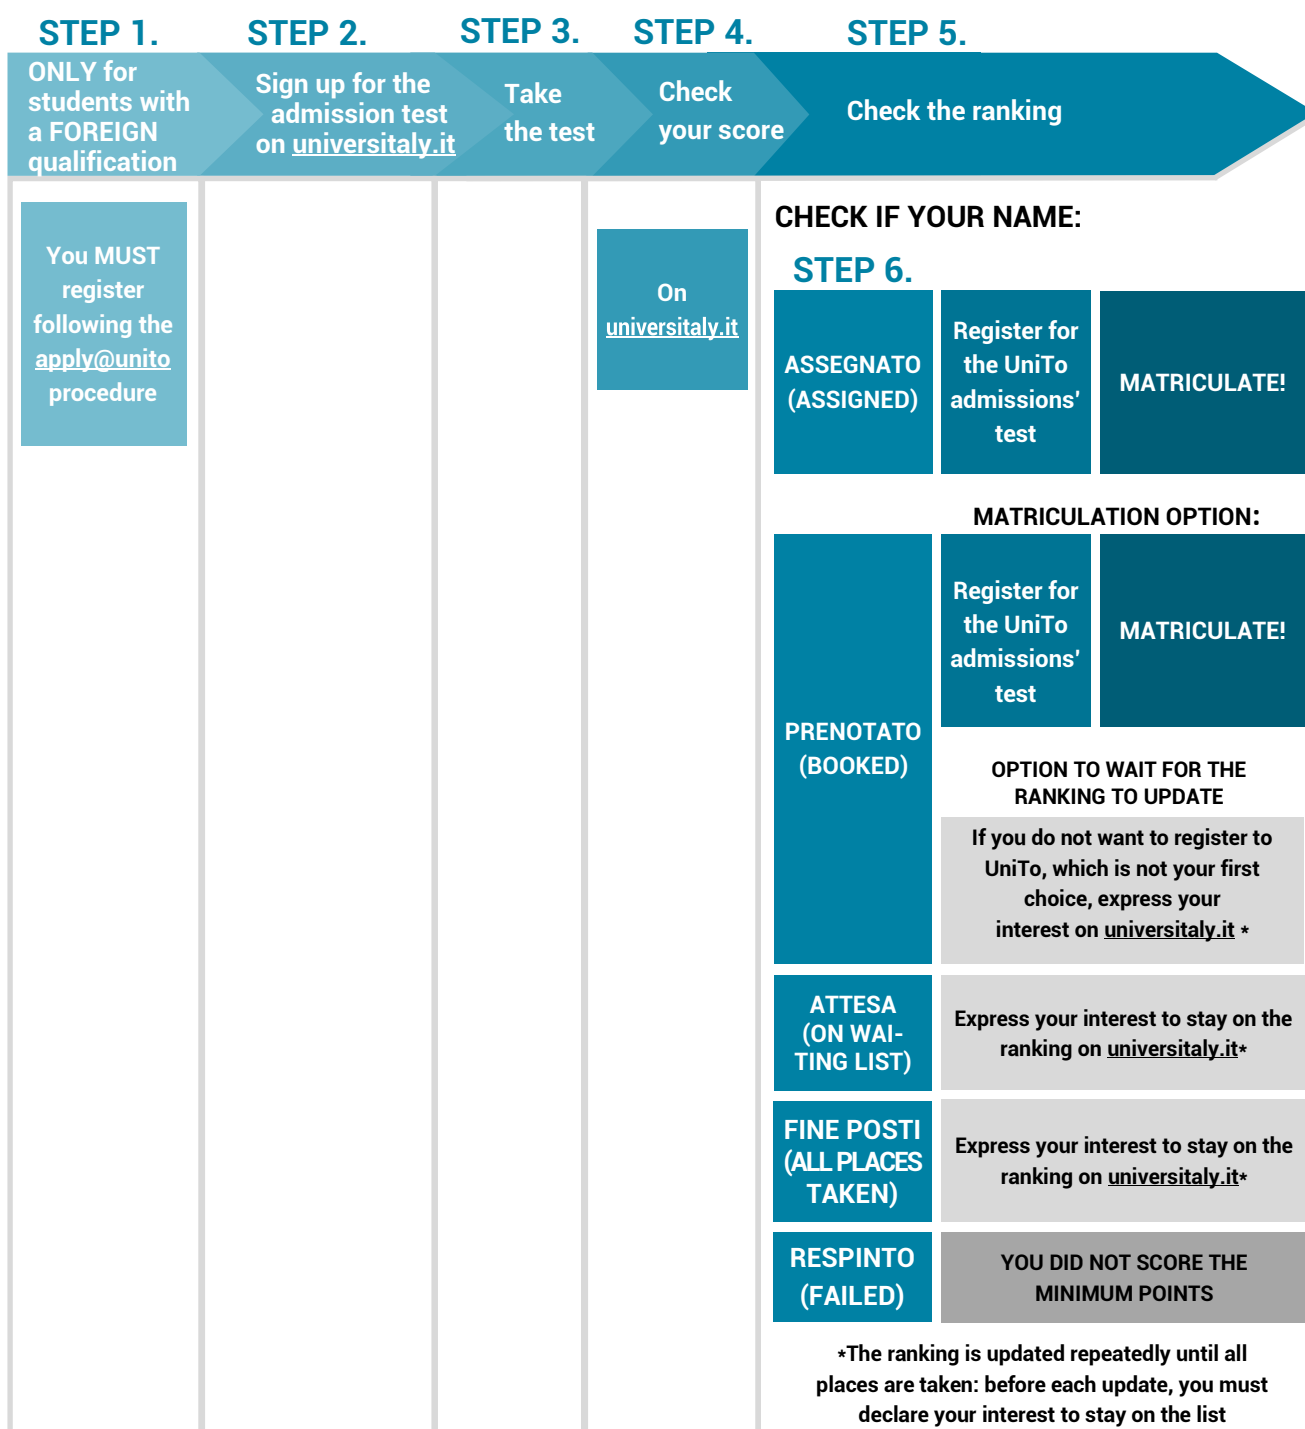 STEP 1.
ONLY for
students with
a FOREIGN
qualification
You MUST
register
following the
apply@unito
procedure
STEP 2.
Sign up for the
admission test
on universitaly.it
STEP 3.
Take
the test
STEP 4.
Check
your score
On
universitaly.it
STEP 5.
Check the ranking
CHECK IF YOUR NAME:
STEP 6.
ASSEGNATO
(ASSIGNED)
Register for
the UniTo
admissions'
test
MATRICULATE!
PRENOTATO
(BOOKED)
MATRICULATION OPTION:
Register for
the UniTo
admissions'
test
MATRICULATE!
OPTION TO WAIT FOR THE
RANKING TO UPDATE
If you do not want to register to
UniTo, which is not your first
choice, express your
interest on universitaly.it *
ATTESA
(ON WAI-
TING LIST)
Express your interest to stay on the
ranking on universitaly.it*
FINE POSTI
(ALL PLACES
TAKEN)
Express your interest to stay on the
ranking on universitaly.it*
RESPINTO
(FAILED)
YOU DID NOT SCORE THE
MINIMUM POINTS
*The ranking is updated repeatedly until all
places are taken: before each update, you must
declare your interest to stay on the list